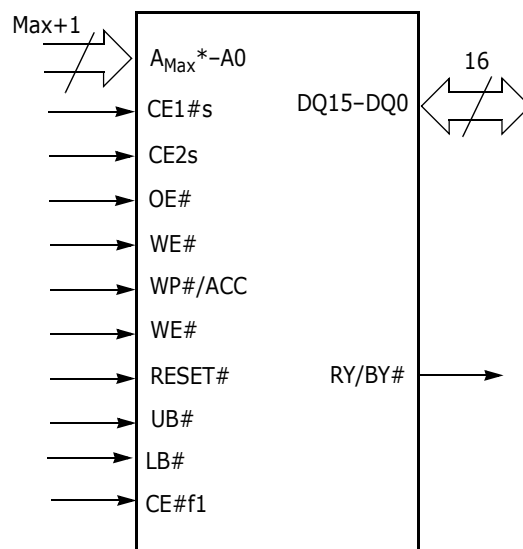 Max+1
AMax*–A0
16
DQ15–DQ0
CE1#s
CE2s
OE#
WE#
WP#/ACC
WE#
RESET#
RY/BY#
UB#
LB#
CE#f1